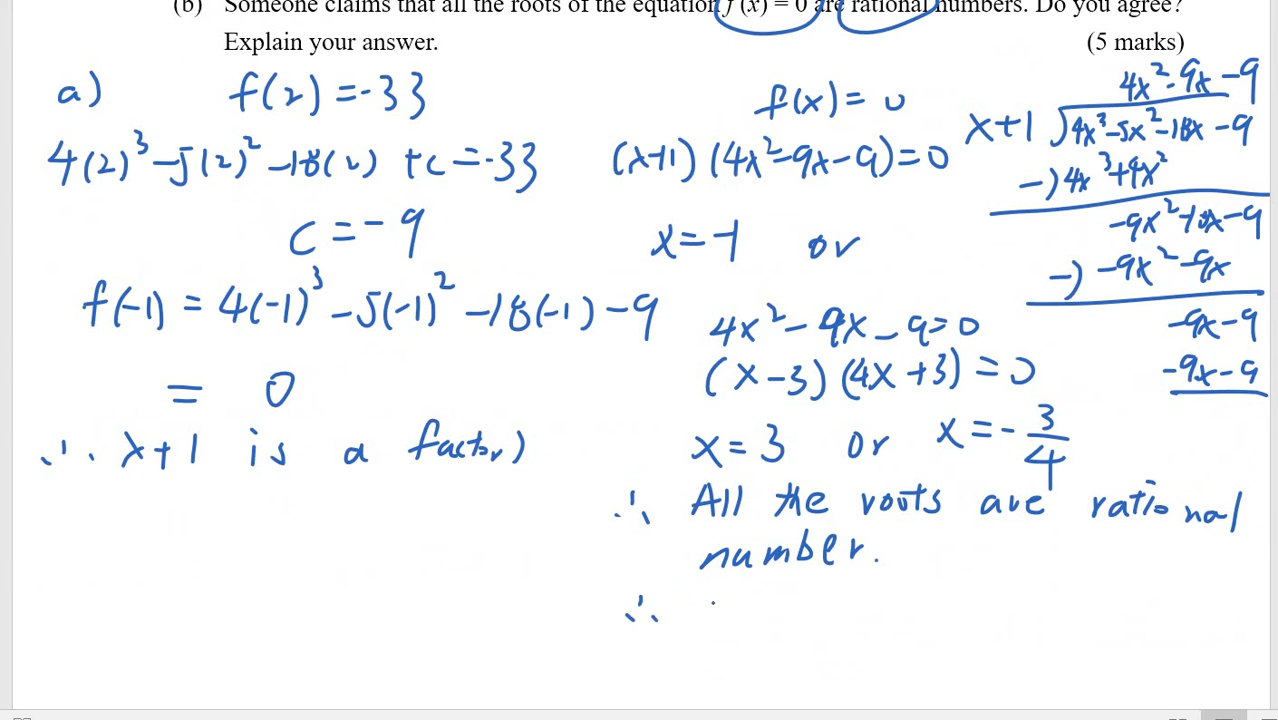 (b) Someone claims that all the roots of the equation f (x) = 0 are rational numbers. Do you agree?
Explain your answer. (5 marks)
a) f(2) = -33
4(2)³ - 5(2)² - 18(2) + c = -33
c = -9
f(-1) = 4(-1)³ - 5(-1)² - 18(-1) - 9
= 0
∴ x+1 is a factor)
f(x) = 0
(x+1) (4x² - 9x - 9) = 0
x = -1 or
4x² - 9x - 9 = 0
(x - 3) (4x + 3) = 0
x = 3 or x = - 3/4
∴ All the roots are rational
number.
∴
4x² - 9x - 9
x+1 ) 4x³ - 5x² - 18x - 9
-) 4x³ + 4x²
-9x² - 18x - 9
-) -9x² - 9x
-9x - 9
-9x - 9